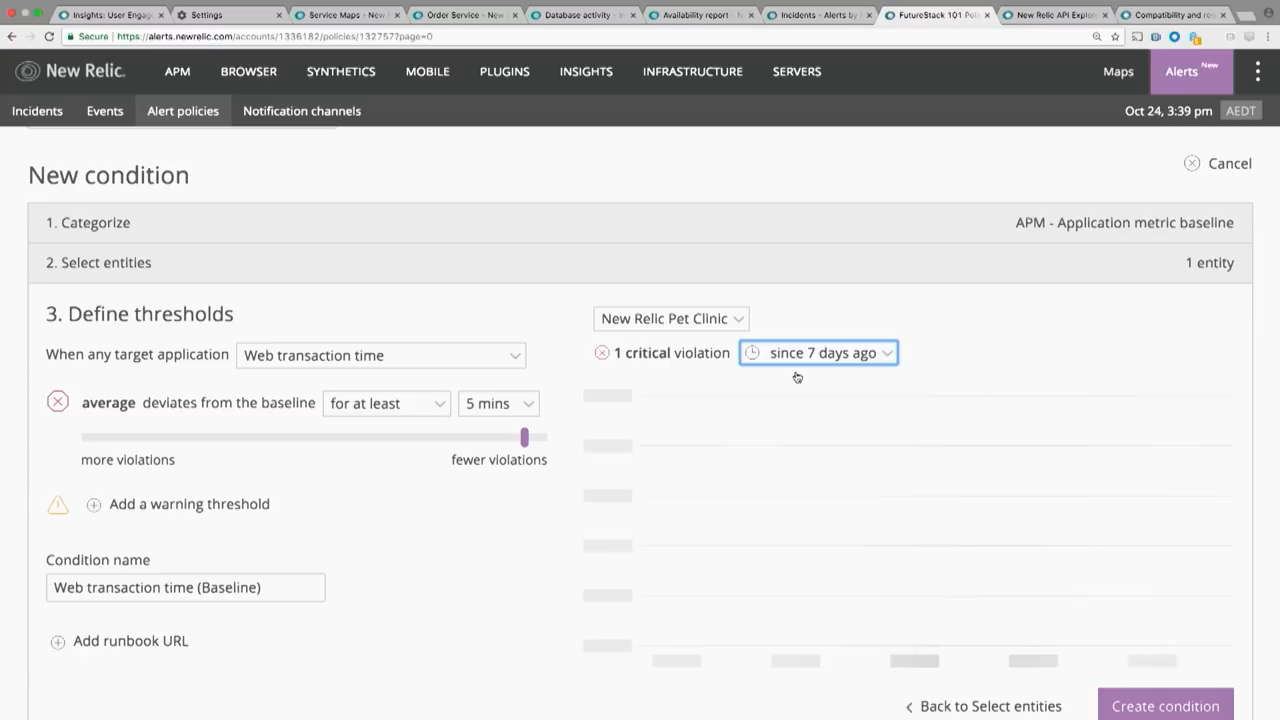 Insights: User Engag
Settings
Service Maps - New
Order Service - New
Database activity - 
Availability report - 
Incidents - Alerts by
FutureStack 101 Poli
New Relic API Explor
Compatibility and re
Secure | https://alerts.newrelic.com/accounts/1336182/policies/132757?page=0
New Relic.
APM
BROWSER
SYNTHETICS
MOBILE
PLUGINS
INSIGHTS
INFRASTRUCTURE
SERVERS
Maps
Alerts New
Incidents
Events
Alert policies
Notification channels
Oct 24, 3:39 pm AEDT
New condition
Cancel
1. Categorize
APM - Application metric baseline
2. Select entities
1 entity
3. Define thresholds
New Relic Pet Clinic
When any target application Web transaction time
1 critical violation since 7 days ago
average deviates from the baseline for at least 5 mins
more violations
fewer violations
Add a warning threshold
Condition name
Web transaction time (Baseline)
Add runbook URL
Back to Select entities
Create condition